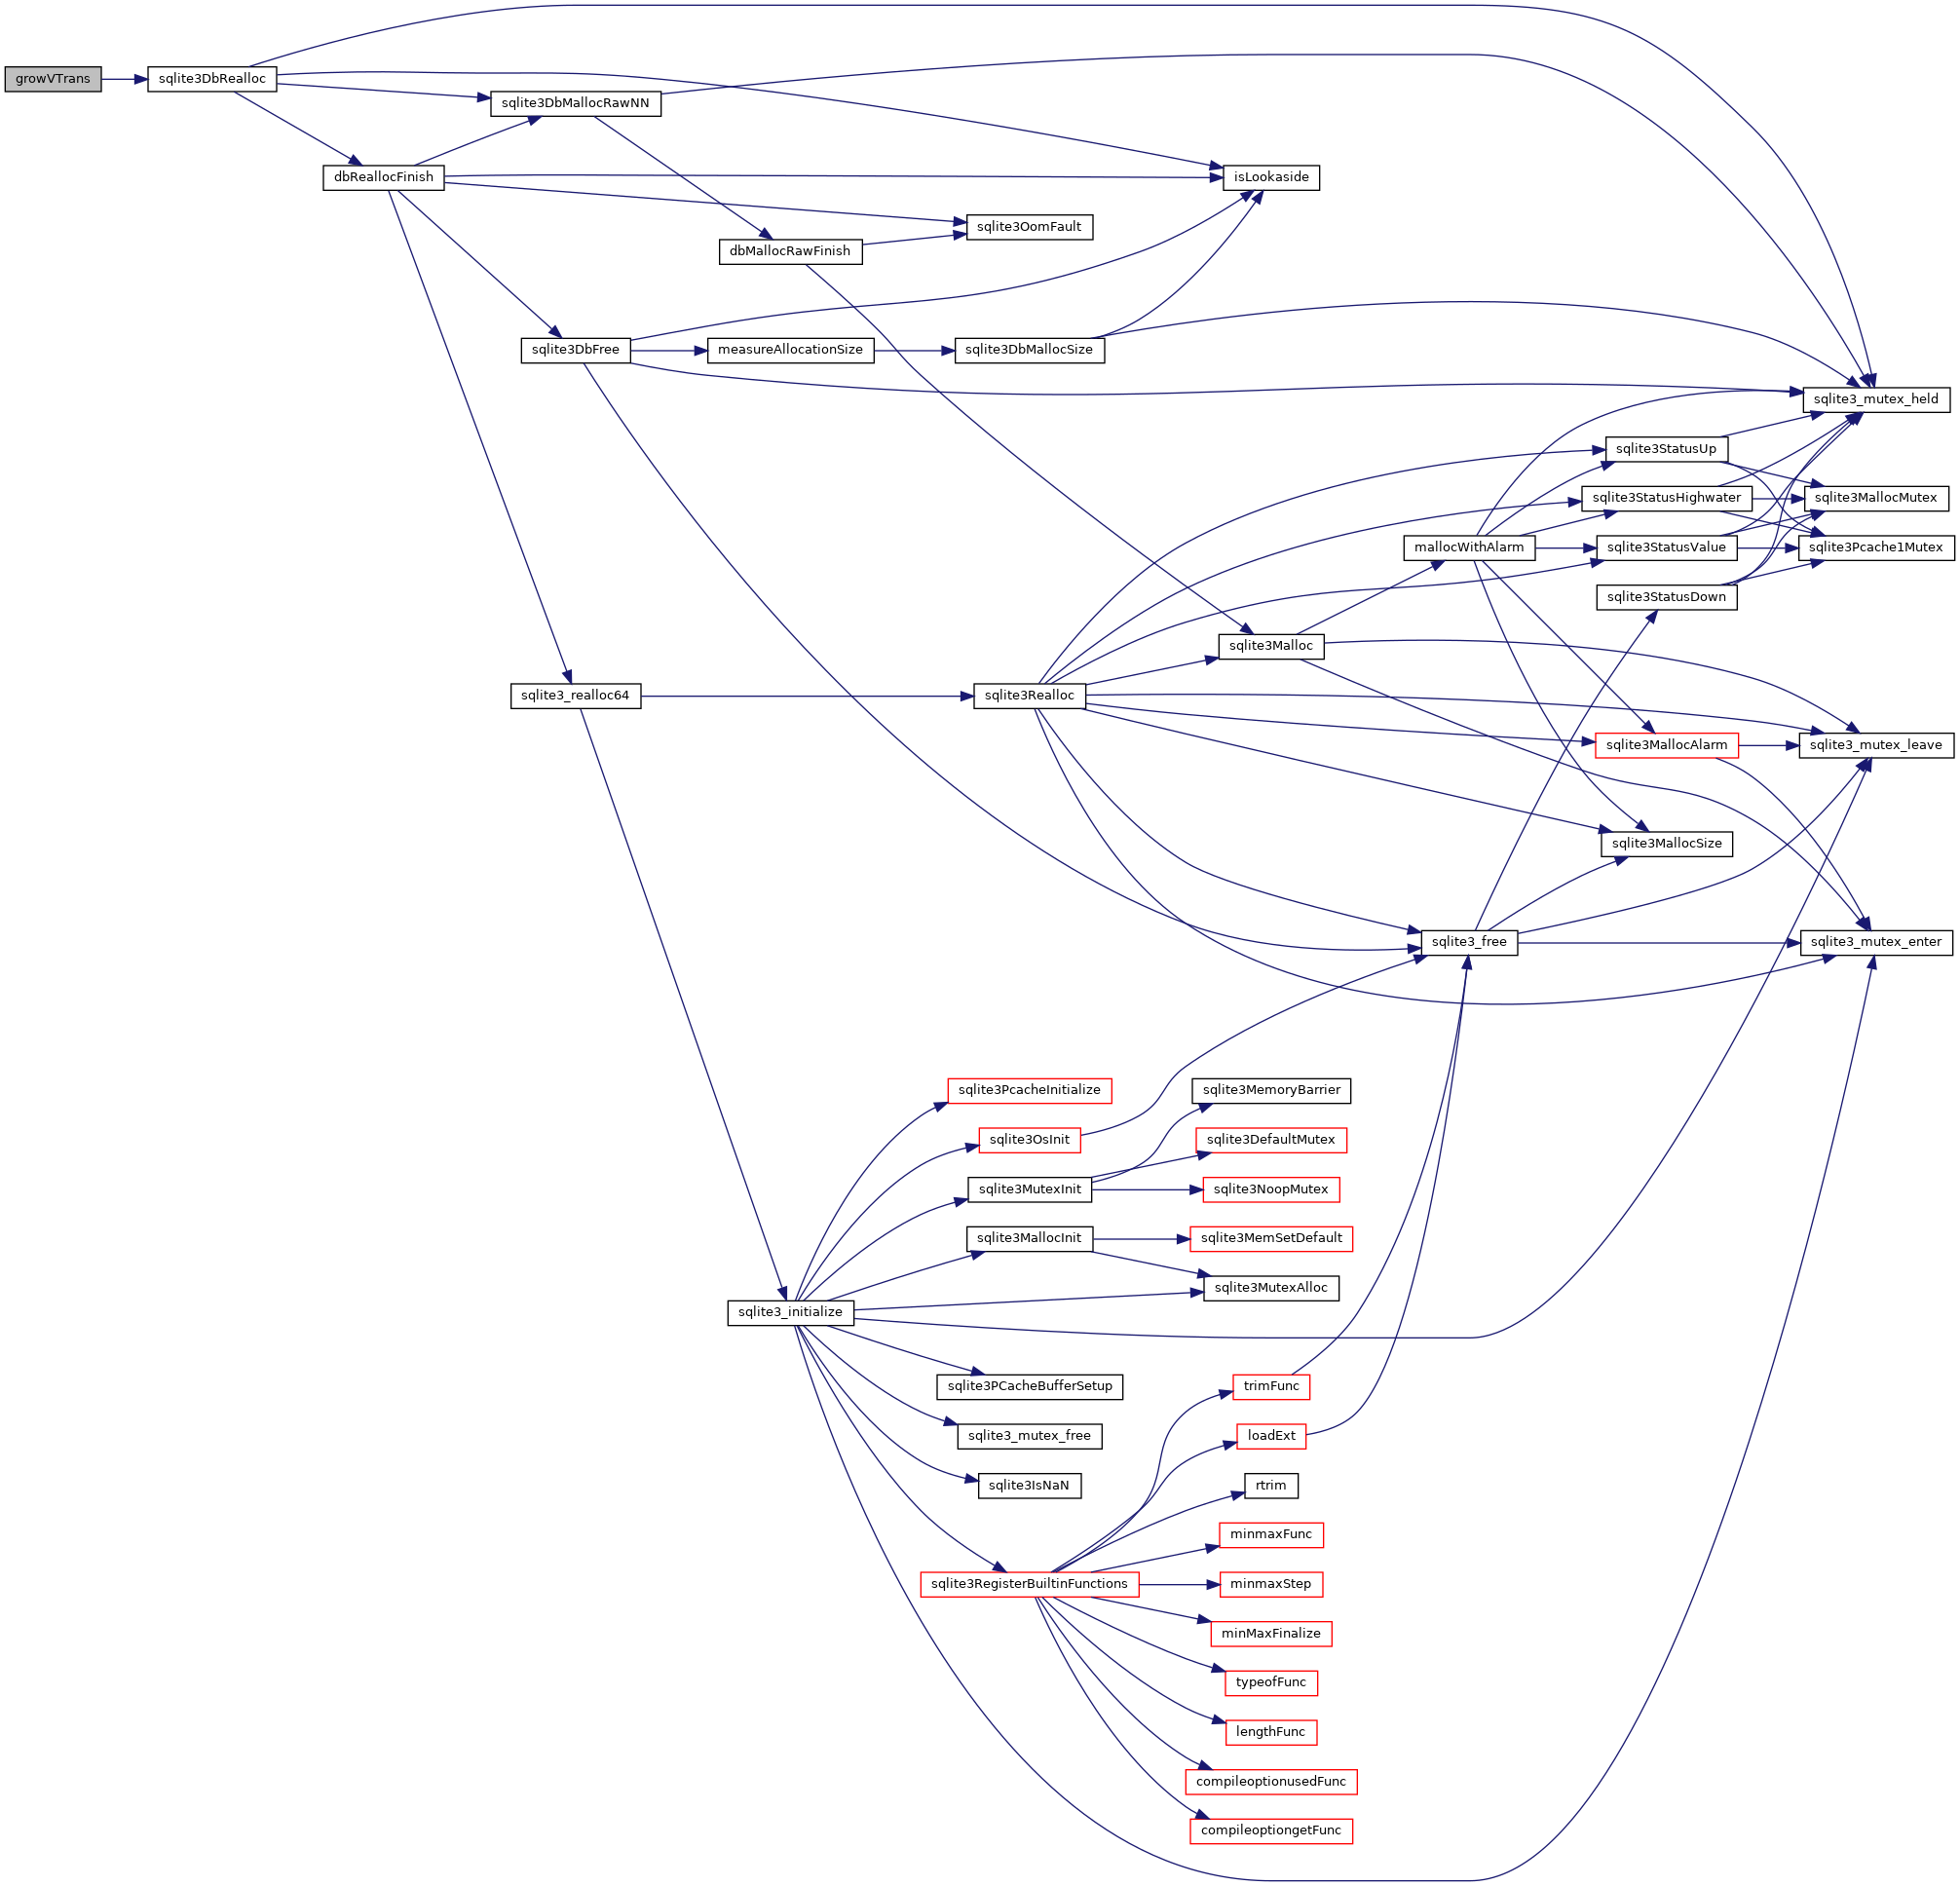 growVTrans
sqlite3DbRealloc
sqlite3DbMallocRawNN
dbReallocFinish
isLookaside
sqlite3OomFault
dbMallocRawFinish
sqlite3DbFree
measureAllocationSize
sqlite3DbMallocSize
sqlite3_mutex_held
sqlite3StatusUp
sqlite3StatusHighwater
sqlite3MallocMutex
mallocWithAlarm
sqlite3StatusValue
sqlite3Pcache1Mutex
sqlite3StatusDown
sqlite3Malloc
sqlite3_realloc64
sqlite3Realloc
sqlite3MallocAlarm
sqlite3_mutex_leave
sqlite3MallocSize
sqlite3_free
sqlite3_mutex_enter
sqlite3PcacheInitialize
sqlite3MemoryBarrier
sqlite3OsInit
sqlite3DefaultMutex
sqlite3MutexInit
sqlite3NoopMutex
sqlite3MallocInit
sqlite3MemSetDefault
sqlite3MutexAlloc
sqlite3_initialize
sqlite3PCacheBufferSetup
trimFunc
sqlite3_mutex_free
loadExt
sqlite3IsNaN
rtrim
minmaxFunc
sqlite3RegisterBuiltinFunctions
minmaxStep
minMaxFinalize
typeofFunc
lengthFunc
compileoptionusedFunc
compileoptiongetFunc